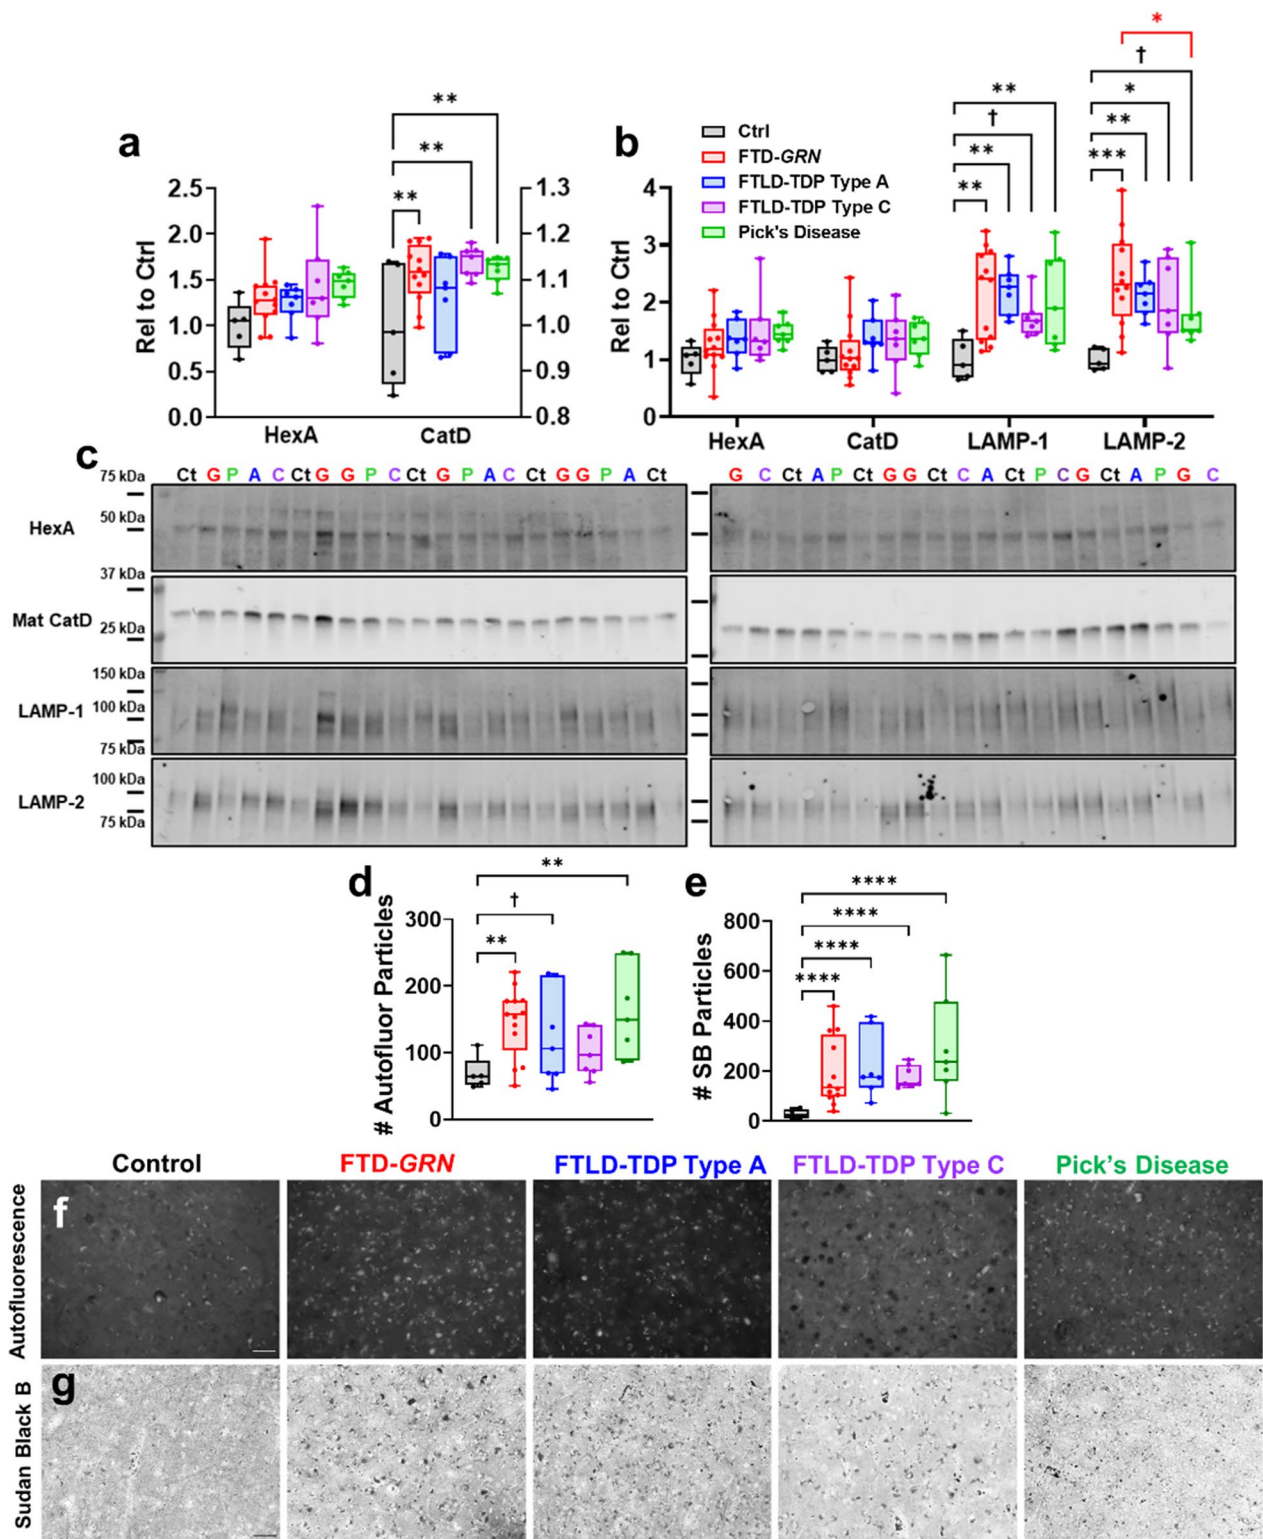 *
†
**
**
*
**
†
**
**
**
**
**
***
a
b
Ctrl
FTD-GRN
FTLD-TDP Type A
FTLD-TDP Type C
Pick's Disease
Rel to Ctrl
2.5
2.0
1.5
1.0
0.5
0.0
1.3
1.2
1.1
1.0
0.9
0.8
HexA
CatD
Rel to Ctrl
4
3
2
1
0
HexA
CatD
LAMP-1
LAMP-2
c
Ct G P A C Ct G G P C Ct G P A C Ct G G P A Ct
G C Ct A P Ct G G Ct C A Ct P C G Ct A P G C
75 kDa
50 kDa
HexA
37 kDa
Mat CatD
25 kDa
150 kDa
LAMP-1
100 kDa
75 kDa
100 kDa
LAMP-2
75 kDa
d
# Autofluor Particles
300
200
100
0
**
†
**
e
# SB Particles
800
600
400
200
0
****
****
****
****
Control
FTD-GRN
FTLD-TDP Type A
FTLD-TDP Type C
Pick's Disease
Autofluorescence
f
Sudan Black B
g